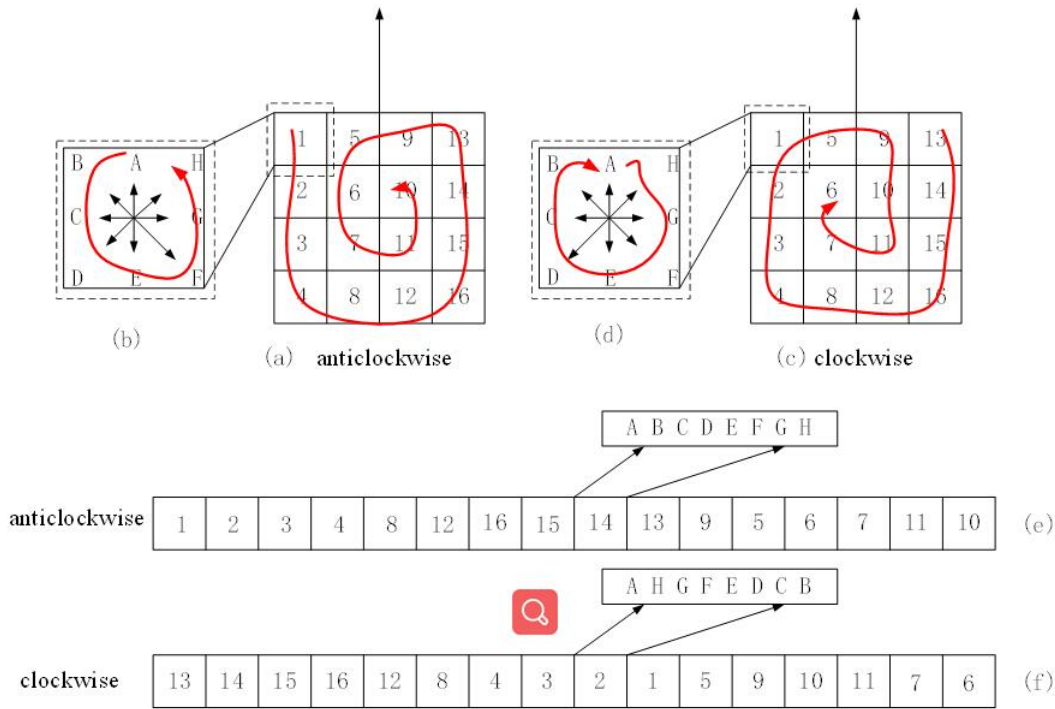 1 5 9 13
1 5 9 13
B A H
B A H
2 6 10 14
2 6 10 14
C G
C G
3 7 11 15
3 7 11 15
D E F
D E F
4 8 12 16
4 8 12 16
(b)
(a) anticlockwise
(d)
(c) clockwise
A B C D E F G H
anticlockwise 1 2 3 4 8 12 16 15 14 13 9 5 6 7 11 10 (e)
A H G F E D C B
clockwise 13 14 15 16 12 8 4 3 2 1 5 9 10 11 7 6 (f)